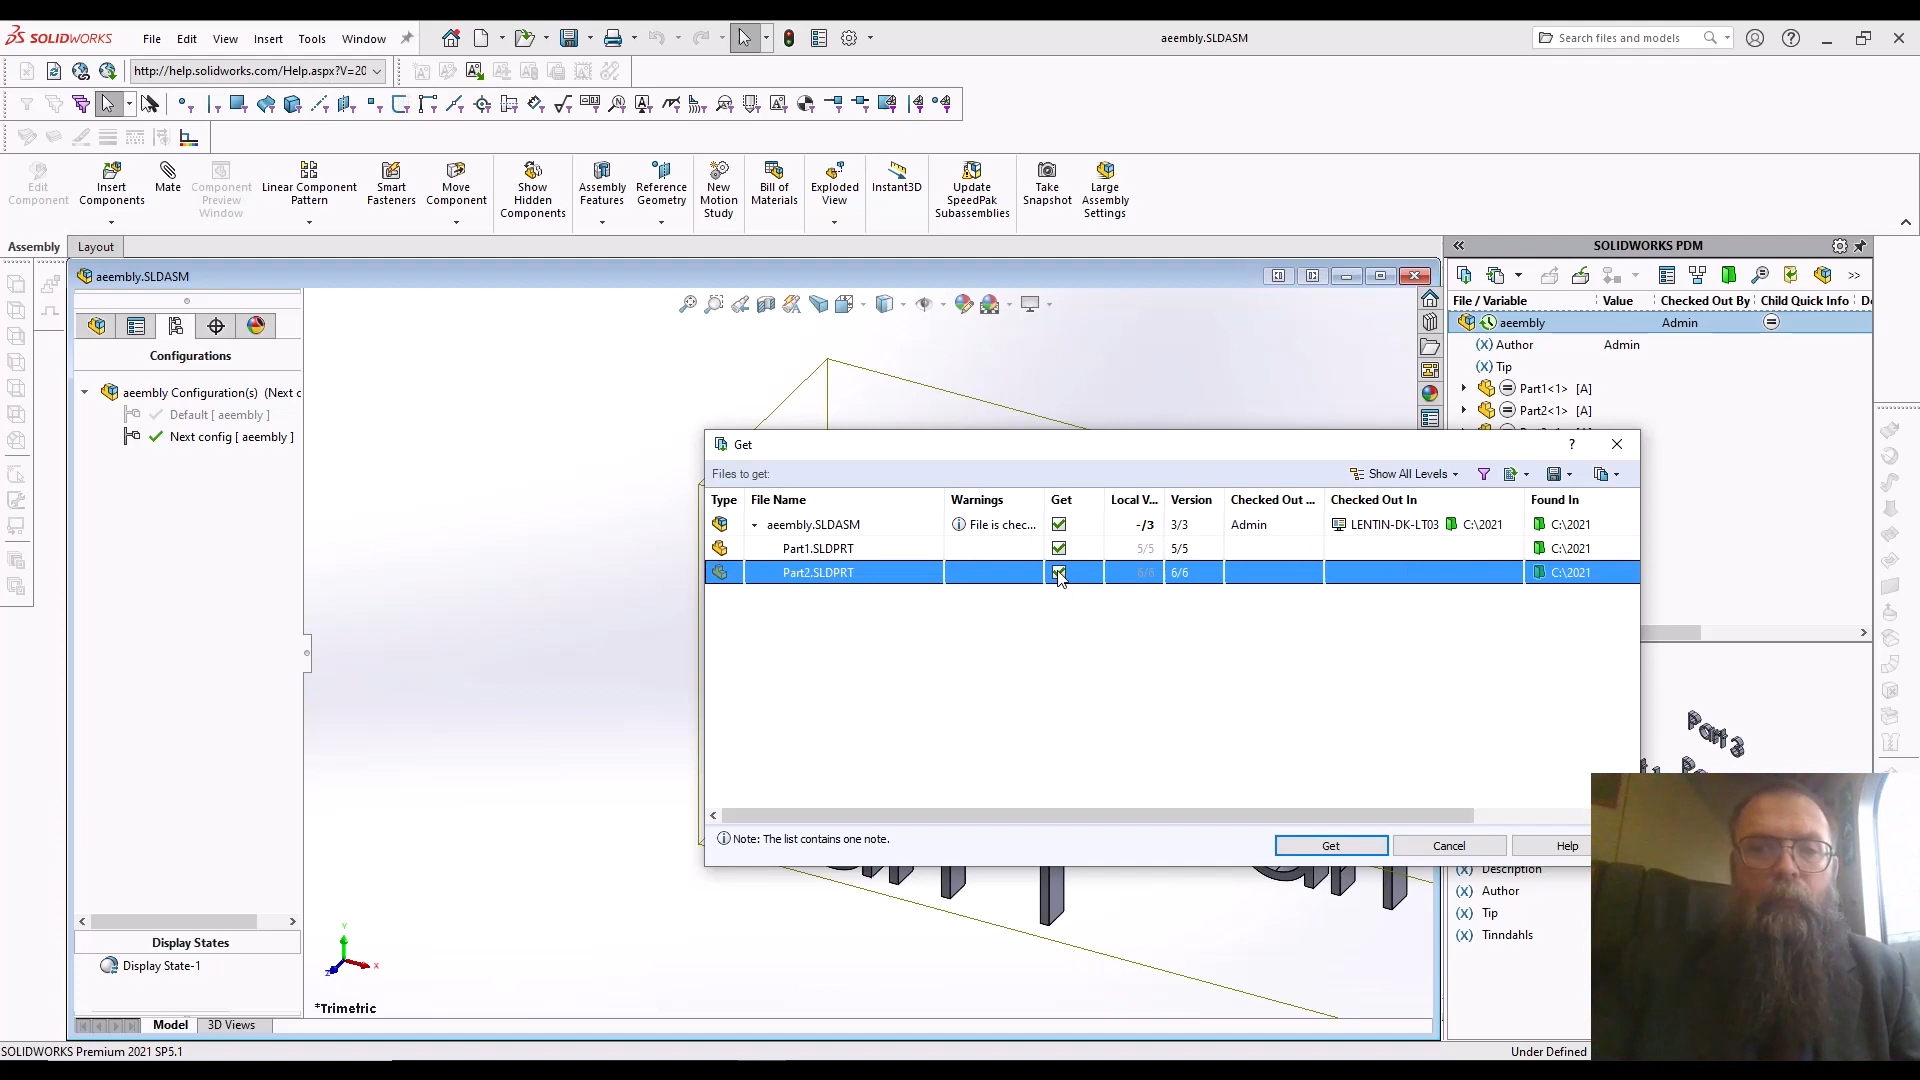 SOLIDWORKS File Edit View Insert Tools Window
aeembly.SLDASM
Search files and models
http://help.solidworks.com/Help.aspx?V=20
Edit Component
Insert Components
Mate
Component Preview Window
Linear Component Pattern
Smart Fasteners
Move Component
Show Hidden Components
Assembly Features
Reference Geometry
New Motion Study
Bill of Materials
Exploded View
Instant3D
Update SpeedPak Subassemblies
Take Snapshot
Large Assembly Settings
Assembly Layout
SOLIDWORKS PDM
aeembly.SLDASM
File / Variable Value Checked Out By Child Quick Info
aeembly Admin
(X) Author Admin
(X) Tip
Part1<1> [A]
Part2<1> [A]
Configurations
aeembly Configuration(s) (Next c
Default [ aeembly ]
Next config [ aeembly ]
Get
Files to get: Show All Levels
Type File Name Warnings Get Local V... Version Checked Out ... Checked Out In Found In
aeembly.SLDASM File is chec... -/3 3/3 Admin LENTIN-DK-LT03 C:\2021 C:\2021
Part1.SLDPRT 5/5 5/5 C:\2021
Part2.SLDPRT 6/6 6/6 C:\2021
Note: The list contains one note.
Get Cancel Help
Part 3
(X) Description
(X) Author
(X) Tip
(X) Tinndahls
Display States
Display State-1
Y
X
Z
*Trimetric
Model 3D Views
SOLIDWORKS Premium 2021 SP5.1 Under Defined